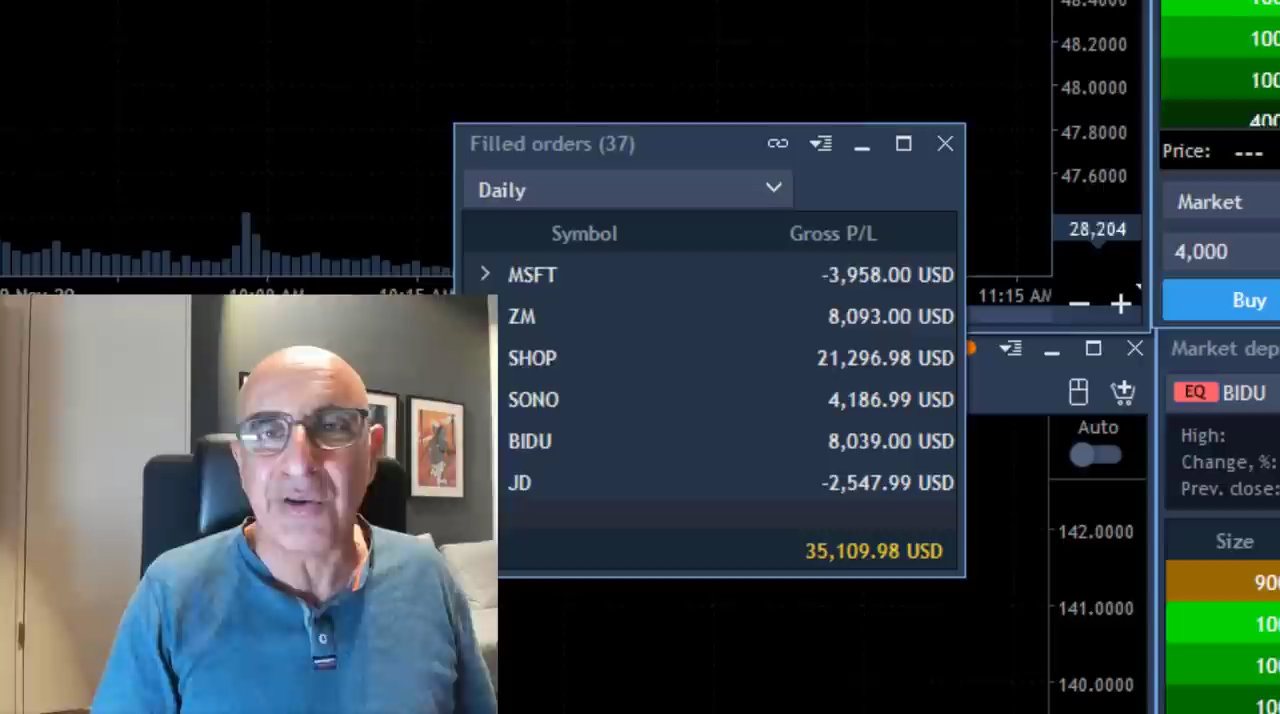 48.4000
48.2000
48.0000
47.8000
47.6000
28,204
11:15 AM
Filled orders (37)
Daily
Symbol Gross P/L
MSFT -3,958.00 USD
ZM 8,093.00 USD
SHOP 21,296.98 USD
SONO 4,186.99 USD
BIDU 8,039.00 USD
JD -2,547.99 USD
35,109.98 USD
Price: ---
Market
4,000
Buy
Auto
142.0000
141.0000
140.0000
Market dep
EQ BIDU
High:
Change, %:
Prev. close:
Size